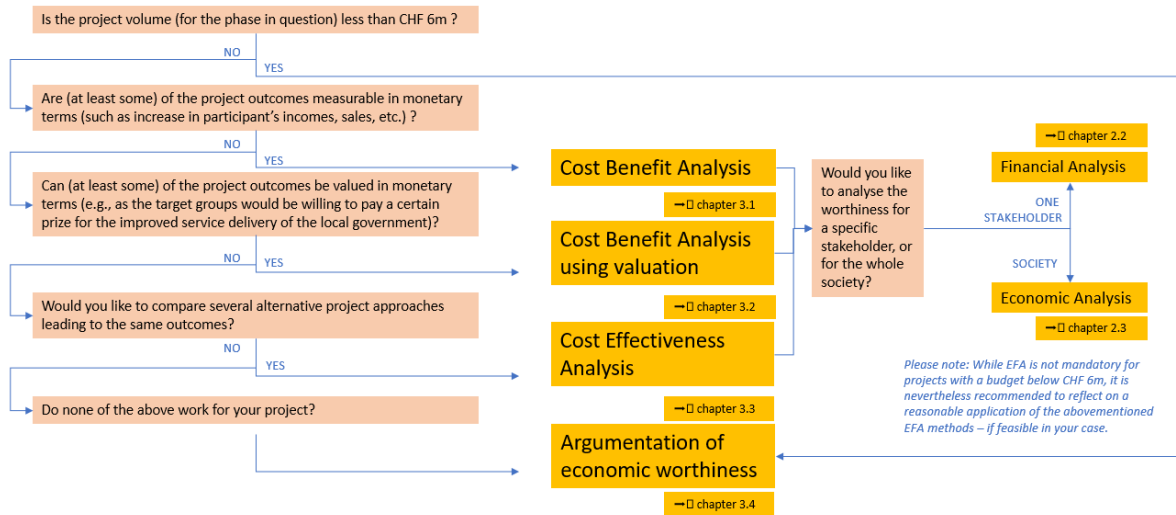 Is the project volume (for the phase in question) less than CHF 6m ?
NO
YES
Are (at least some) of the project outcomes measurable in monetary
terms (such as increase in participant's incomes, sales, etc.) ?
NO
YES
Can (at least some) of the project outcomes be valued in monetary
terms (e.g., as the target groups would be willing to pay a certain
prize for the improved service delivery of the local government)?
NO
YES
Would you like to compare several alternative project approaches
leading to the same outcomes?
NO
YES
Do none of the above work for your project?
Cost Benefit Analysis
→▯ chapter 3.1
Cost Benefit Analysis
using valuation
→▯ chapter 3.2
Cost Effectiveness
Analysis
→▯ chapter 3.3
Argumentation of
economic worthiness
→▯ chapter 3.4
Would you like
to analyse the
worthiness for
a specific
stakeholder, or
for the whole
society?
→▯ chapter 2.2
Financial Analysis
ONE
STAKEHOLDER
SOCIETY
Economic Analysis
→▯ chapter 2.3
Please note: While EFA is not mandatory for
projects with a budget below CHF 6m, it is
nevertheless recommended to reflect on a
reasonable application of the abovementioned
EFA methods – if feasible in your case.